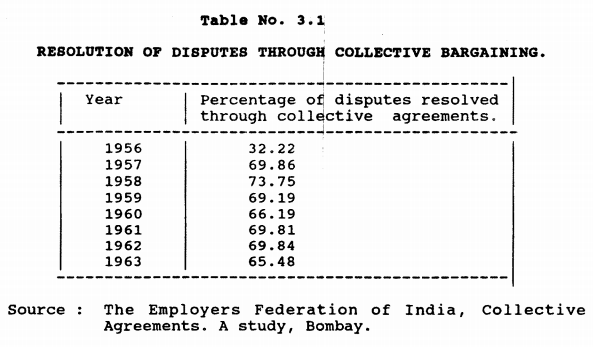 Table No. 3.1
RESOLUTION OF DISPUTES THROUGH COLLECTIVE BARGAINING.
Year Percentage of disputes resolved
through collective agreements.
1956 32.22
1957 69.86
1958 73.75
1959 69.19
1960 66.19
1961 69.81
1962 69.84
1963 65.48
Source : The Employers Federation of India, Collective
Agreements. A study, Bombay.